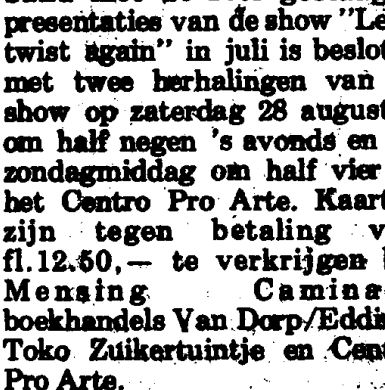 presentaties van de show "Le
twist again" in juli is beslot
met twee herhalingen van
show op zaterdag 28 august
om half negen 's avonds en
zondagmiddag om half vier
het Centro Pro Arte. Kaart
zijn tegen betaling v
fl.12.50,— te verkrijgen
Mensing Camina
boekhandels Van Dorp/Eddi
Toko Zuikertuintje en Cent
Pro Arte.